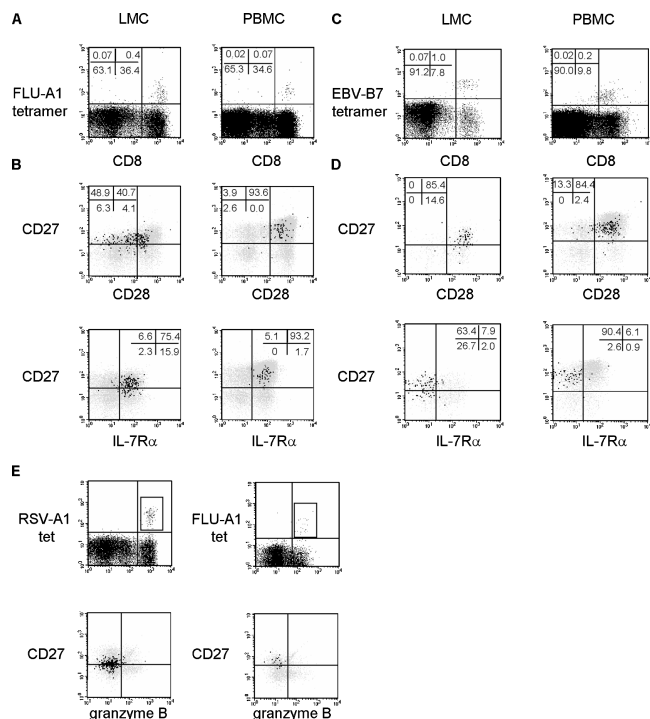 A LMC PBMC C LMC PBMC
0.07 0.4
63.1 36.4
0.02 0.07
65.3 34.6
0.07 1.0
91.2 7.8
0.02 0.2
90.0 9.8
FLU-A1
tetramer
EBV-B7
tetramer
CD8 CD8 CD8 CD8
B D
48.9 40.7
6.3 4.1
3.9 93.6
2.6 0.0
0 85.4
0 14.6
13.3 84.4
0 2.4
CD27 CD27
CD28 CD28 CD28 CD28
6.6 75.4
2.3 15.9
5.1 93.2
0 1.7
63.4 7.9
26.7 2.0
90.4 6.1
2.6 0.9
CD27 CD27
IL-7Rα IL-7Rα IL-7Rα IL-7Rα
E
RSV-A1
tet
FLU-A1
tet
CD27 CD27
granzyme B granzyme B